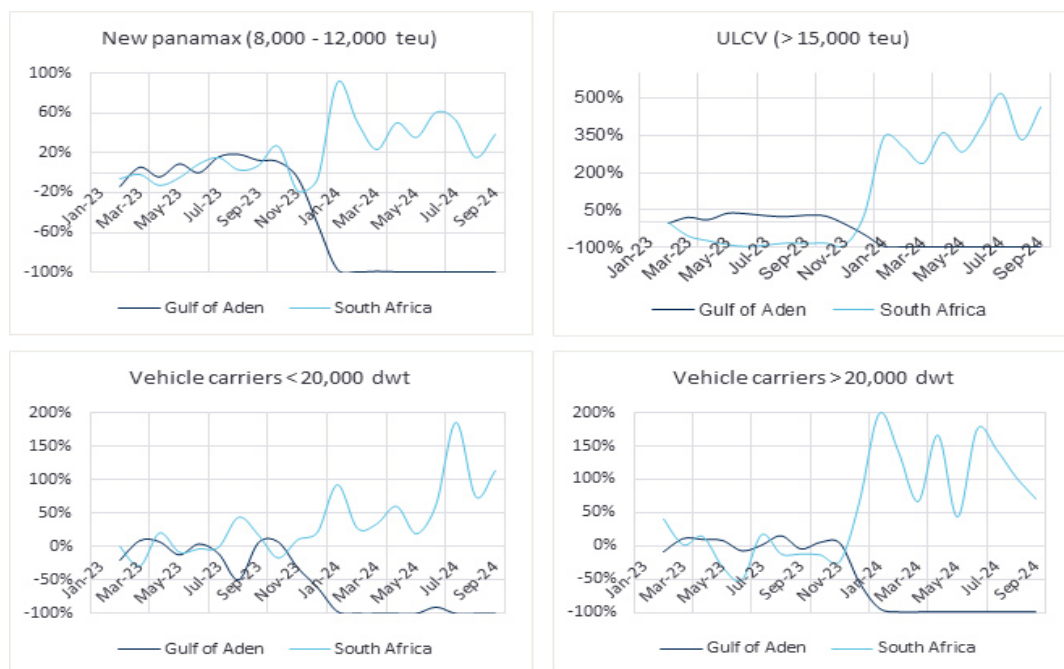 New panamax (8,000 - 12,000 teu)
100%
60%
20%
-20%
-60%
-100%
Jan-23
Mar-23
May-23
Jul-23
Sep-23
Nov-23
Jan-24
Mar-24
May-24
Jul-24
Sep-24
Gulf of Aden South Africa
ULCV (> 15,000 teu)
500%
350%
200%
50%
-100%
Jan-23
Mar-23
May-23
Jul-23
Sep-23
Nov-23
Jan-24
Mar-24
May-24
Jul-24
Sep-24
Gulf of Aden South Africa
Vehicle carriers < 20,000 dwt
200%
150%
100%
50%
0%
-50%
-100%
Jan-23
Mar-23
May-23
Jul-23
Sep-23
Nov-23
Jan-24
Mar-24
May-24
Jul-24
Sep-24
Gulf of Aden South Africa
Vehicle carriers > 20,000 dwt
200%
150%
100%
50%
0%
-50%
-100%
Jan-23
Mar-23
May-23
Jul-23
Sep-23
Nov-23
Jan-24
Mar-24
May-24
Jul-24
Sep-24
Gulf of Aden South Africa